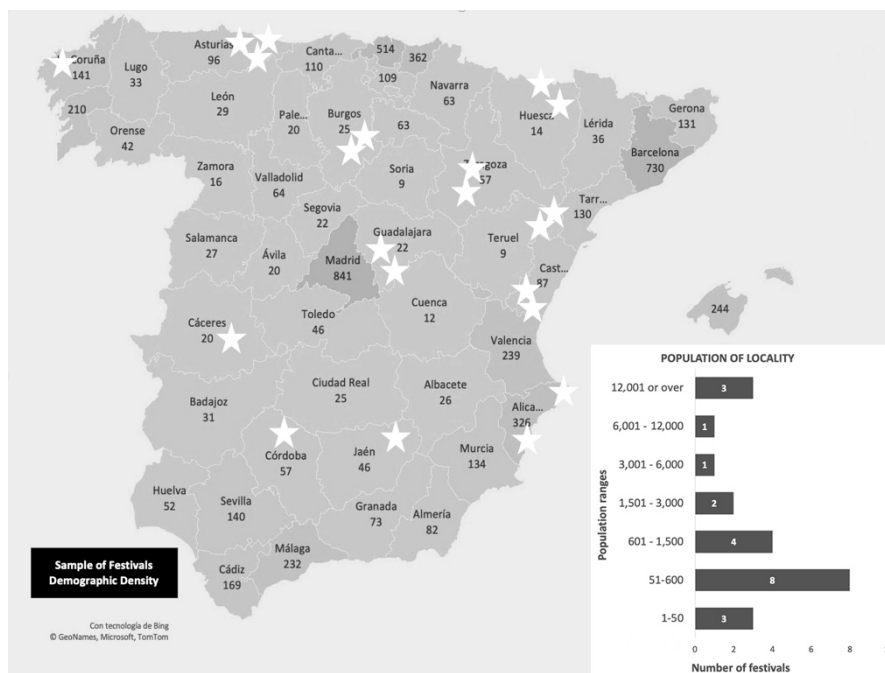 Asturias
96
Canta...
110
514
362
109
Coruña
141
Lugo
33
Navarra
63
León
29
Pale...
20
Burgos
25
63
Huesca
14
Lérida
36
Gerona
131
210
Orense
42
Barcelona
730
Zamora
16
Valladolid
64
Soria
9
57
Tarr...
130
Segovia
22
Guadalajara
22
Teruel
9
Salamanca
27
Ávila
20
Madrid
841
Cast...
87
Cuenca
12
Toledo
46
244
Cáceres
20
Valencia
239
Ciudad Real
25
Albacete
26
Badajoz
31
Alica...
326
Córdoba
57
Jaén
46
Murcia
134
Huelva
52
Sevilla
140
Granada
73
Almería
82
Málaga
232
Cádiz
169
Sample of Festivals
Demographic Density
Con tecnología de Bing
© GeoNames, Microsoft, TomTom
POPULATION OF LOCALITY
Population ranges
12,001 or over
3
6,001 - 12,000
1
3,001 - 6,000
1
1,501 - 3,000
2
601 - 1,500
4
51-600
8
1-50
3
0 2 4 6 8
Number of festivals